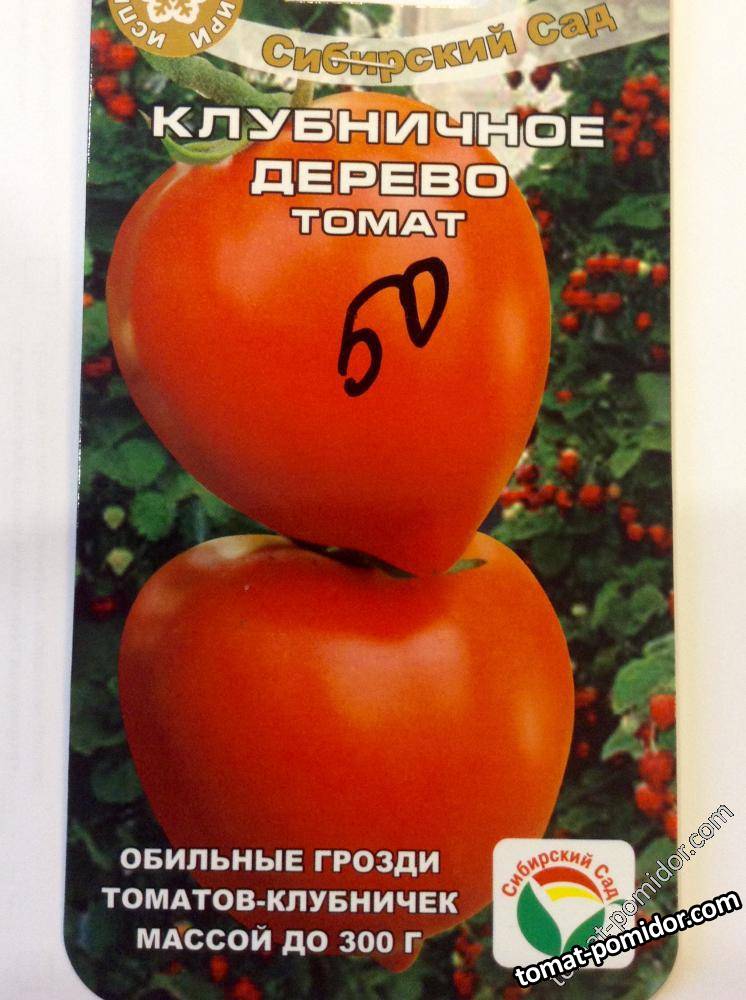 Сибирский Сад
КЛУБНИЧНОЕ
ДЕРЕВО
ТОМАТ
50
ОБИЛЬНЫЕ ГРОЗДИ
ТОМАТОВ-КЛУБНИЧЕК
МАССОЙ ДО 300 Г
Сибирский Сад
tomat-pomidor.com
tomat-pomidor.com